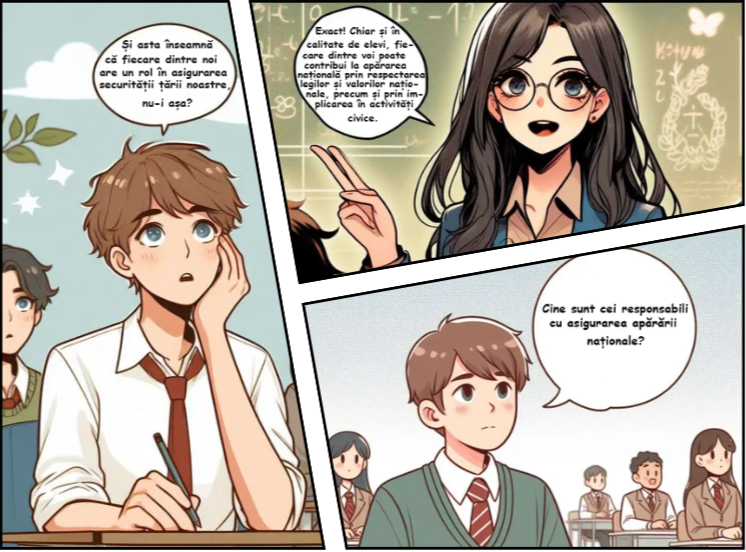 Și asta înseamnă
că fiecare dintre noi
are un rol în asigurarea
securității țării noastre,
nu-i așa?
Exact! Chiar și în
calitate de elevi, fie-
care dintre voi poate
contribui la apărarea
națională prin respectarea
legilor și valorilor națio-
nale, precum și prin im-
plicarea în activități
civice.
Cine sunt cei responsabili
cu asigurarea apărării
naționale?